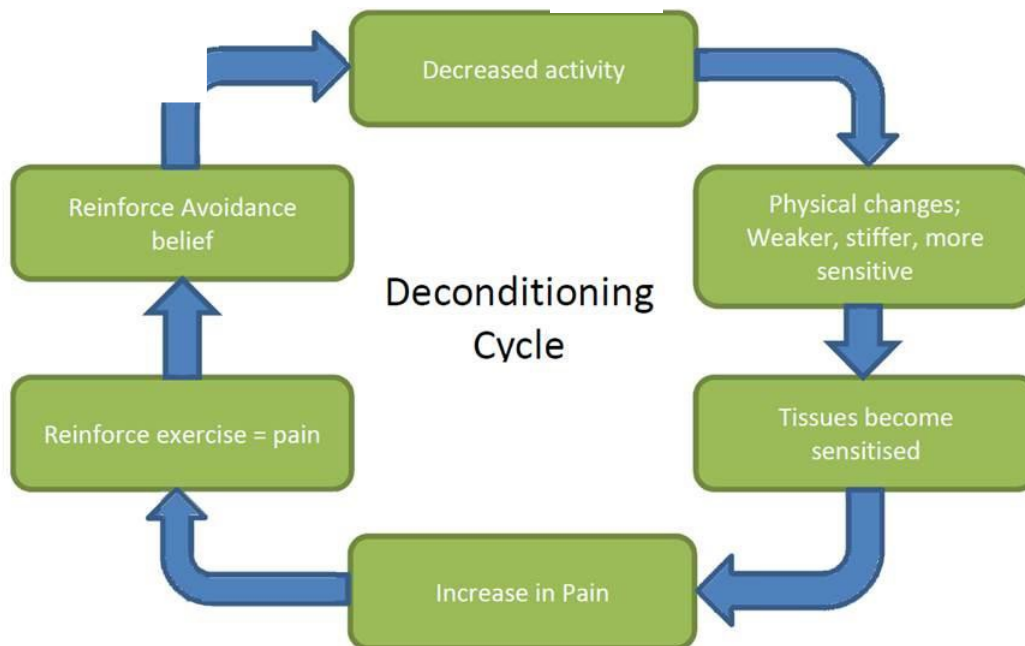 Decreased activity
Physical changes;
Weaker, stiffer, more
sensitive
Tissues become
sensitised
Increase in Pain
Reinforce exercise = pain
Reinforce Avoidance
belief
Deconditioning
Cycle